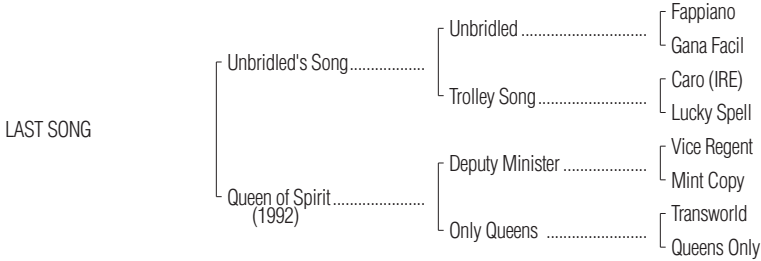 LAST SONG
Unbridled's Song..................
Queen of Spirit......................
(1992)
Unbridled ..............................
Trolley Song..........................
Deputy Minister ....................
Only Queens ........................
Fappiano
Gana Facil
Caro (IRE)
Lucky Spell
Vice Regent
Mint Copy
Transworld
Queens Only